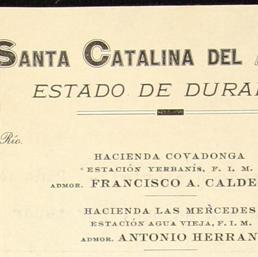 SANTA CATALINA DEL
ESTADO DE DURA
Río.
HACIENDA COVADONGA
ESTACIÓN YERBANÍS, F. I. M.
ADMOR. FRANCISCO A. CALDE
HACIENDA LAS MERCEDES
ESTACIÓN AGUA VIEJA, F. I. M.
ADMOR. ANTONIO HERRAN